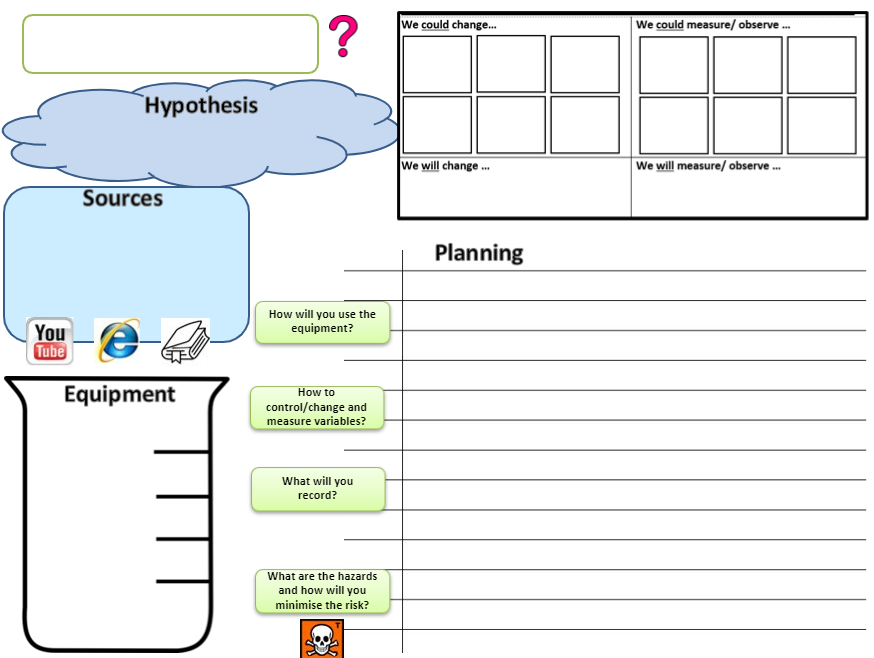 ?
Hypothesis
Sources
You
Tube
e
Equipment
We could change...
We could measure/ observe ...
We will change ...
We will measure/ observe ...
Planning
How will you use the
equipment?
How to
control/change and
measure variables?
What will you
record?
What are the hazards
and how will you
minimise the risk?
T